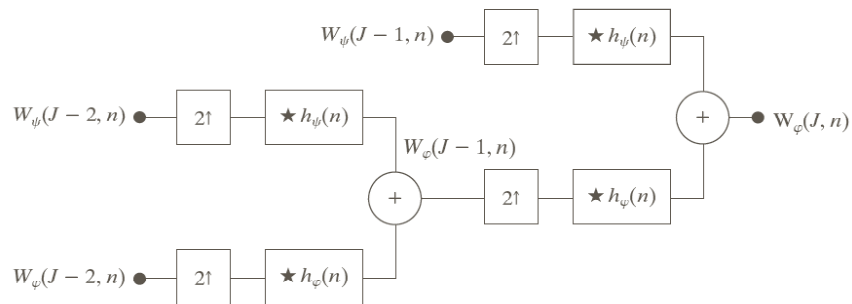 W_ψ(J − 1, n) 2↑ ★ h_ψ(n)
W_ψ(J − 2, n) 2↑ ★ h_ψ(n) + W_φ(J, n)
W_φ(J − 1, n)
+ 2↑ ★ h_φ(n)
W_φ(J − 2, n) 2↑ ★ h_φ(n)